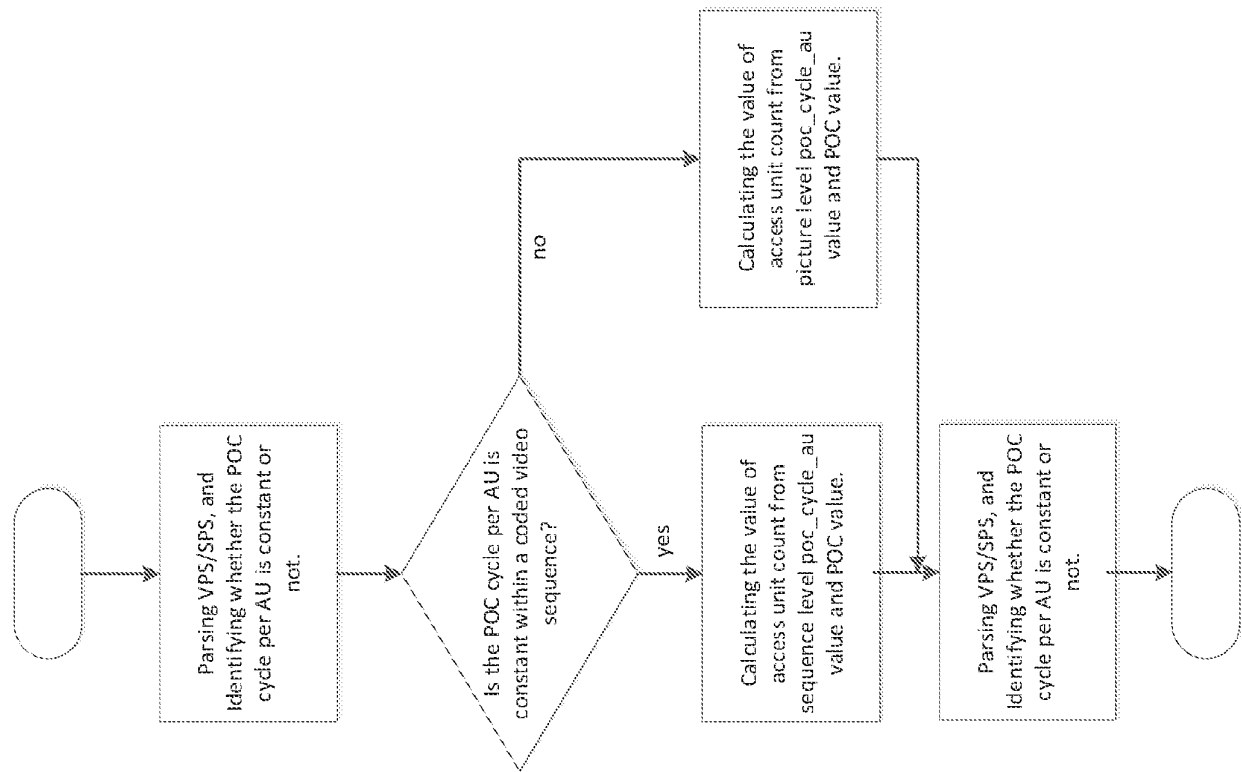 Parsing VPS/SPS, and
Identifying whether the POC
cycle per AU is constant or
not.
Is the POC cycle per AU is
constant within a coded video
sequence?
yes
no
Calculating the value of
access unit count from
sequence level poc_cycle_au
value and POC value.
Calculating the value of
access unit count from
picture level poc_cycle_au
value and POC value.
Parsing VPS/SPS, and
Identifying whether the POC
cycle per AU is constant or
not.